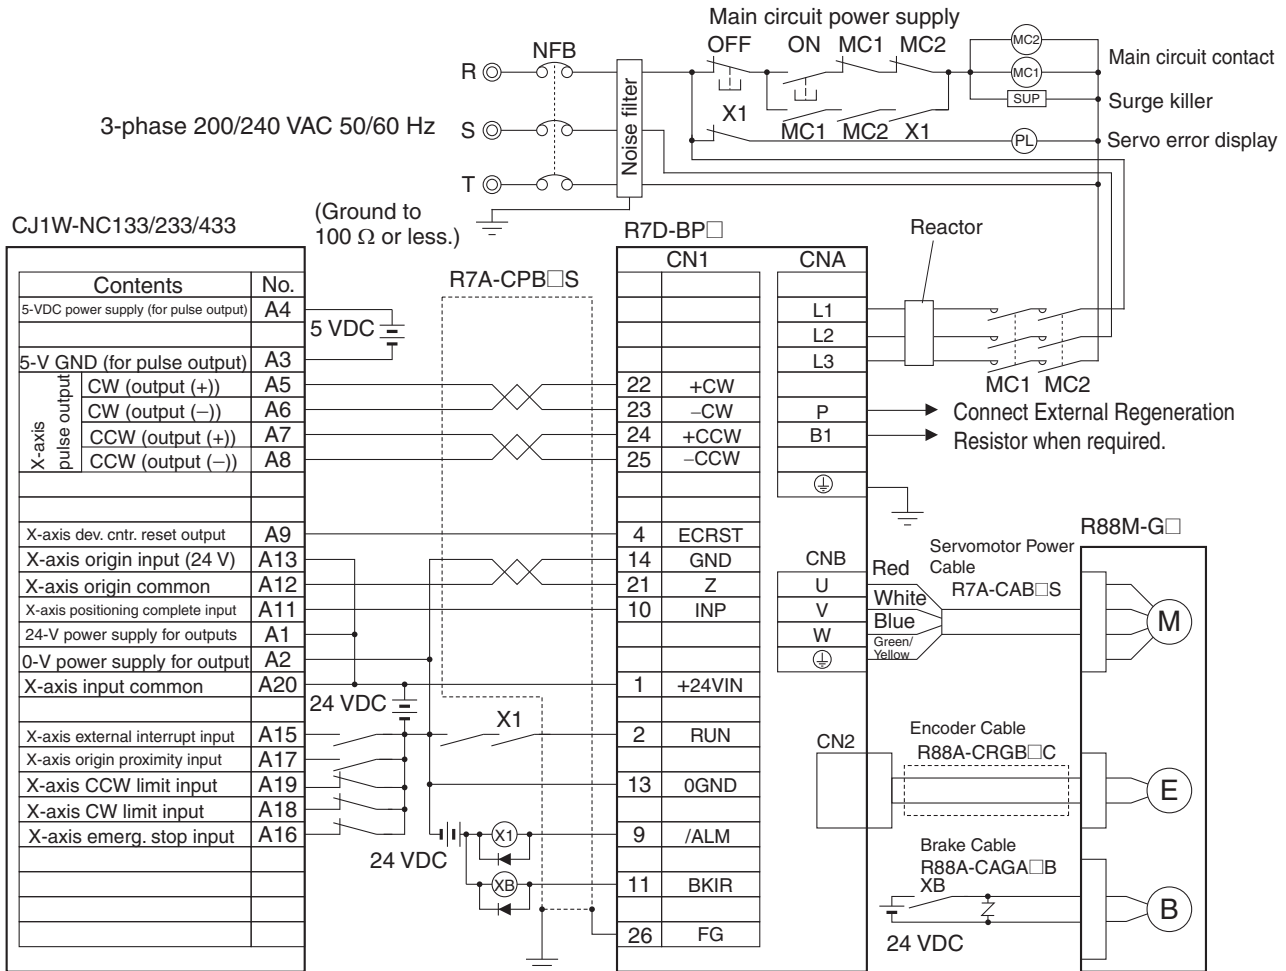 Main circuit power supply
NFB
OFF ON MC1 MC2
MC2
Main circuit contact
R
MC1
SUP
Surge killer
X1
3-phase 200/240 VAC 50/60 Hz
S
Noise filter
MC1 MC2 X1
PL
Servo error display
T
CJ1W-NC133/233/433
(Ground to
100 Ω or less.)
R7D-BP□
Reactor
CN1
CNA
Contents No.
R7A-CPB□S
5-VDC power supply (for pulse output) A4
5 VDC
L1
L2
5-V GND (for pulse output) A3
L3
MC1 MC2
X-axis
pulse output
CW (output (+)) A5
22 +CW
CW (output (−)) A6
23 −CW
P
Connect External Regeneration
CCW (output (+)) A7
24 +CCW
B1
Resistor when required.
CCW (output (−)) A8
25 −CCW
R88M-G□
X-axis dev. cntr. reset output A9
4 ECRST
X-axis origin input (24 V) A13
14 GND
CNB
Red
Servomotor Power
Cable
R7A-CAB□S
X-axis origin common A12
21 Z
U
White
X-axis positioning complete input A11
10 INP
V
Blue
M
24-V power supply for outputs A1
W
Green/
Yellow
0-V power supply for output A2
X-axis input common A20
24 VDC
1 +24VIN
X1
X-axis external interrupt input A15
2 RUN
CN2
Encoder Cable
R88A-CRGB□C
X-axis origin proximity input A17
X-axis CCW limit input A19
13 0GND
E
X-axis CW limit input A18
X-axis emerg. stop input A16
24 VDC
X1
9 /ALM
Brake Cable
R88A-CAGA□B
XB
XB
11 BKIR
B
24 VDC
26 FG